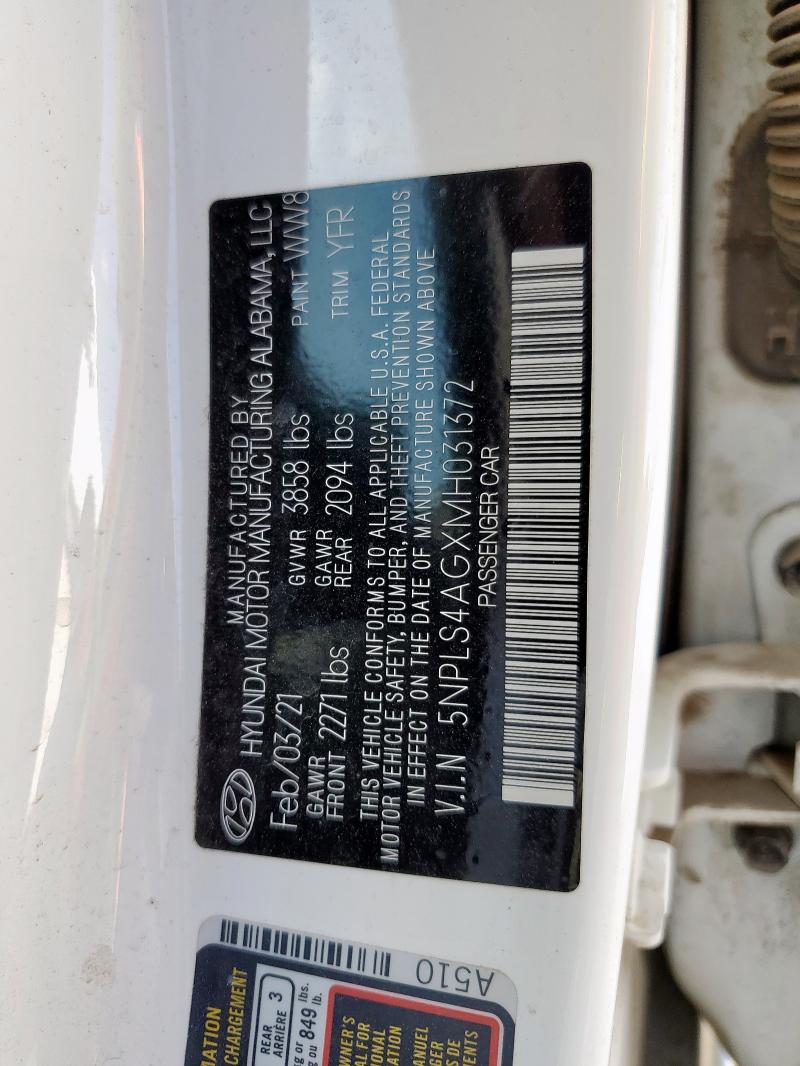 MANUFACTURED BY
HYUNDAI MOTOR MANUFACTURING ALABAMA, LLC
Feb/03/21 GVWR 3858 lbs PAINT WW8
GAWR FRONT 2271 lbs GAWR REAR 2094 lbs TRIM YFR
THIS VEHICLE CONFORMS TO ALL APPLICABLE U.S.A. FEDERAL
MOTOR VEHICLE SAFETY, BUMPER, AND THEFT PREVENTION STANDARDS
IN EFFECT ON THE DATE OF MANUFACTURE SHOWN ABOVE
V.I.N 5NPLS4AGXMH031372
PASSENGER CAR
CHARGEMENT
REAR
ARRIÈRE 3
lbs.
ou 849 lb.
A510